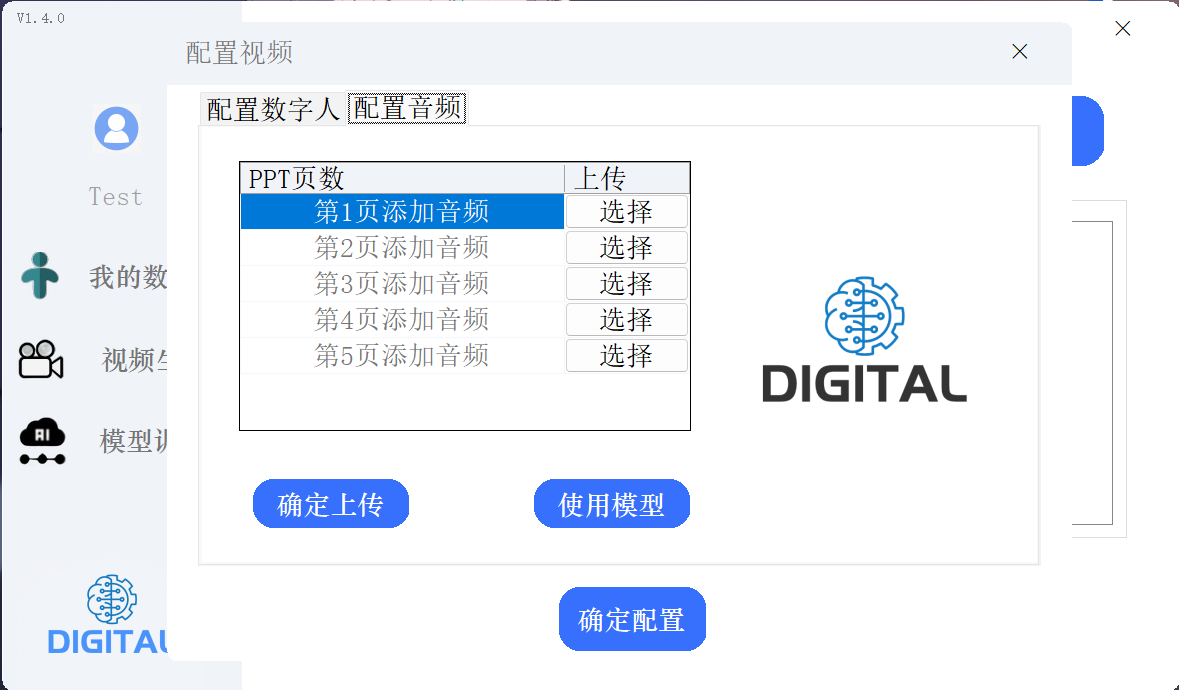 V1.4.0
配置视频
Test
我的数
视频
模型
DIGITAL
配置数字人 配置音频
PPT页数 上传
第1页添加音频 选择
第2页添加音频 选择
第3页添加音频 选择
第4页添加音频 选择
第5页添加音频 选择
DIGITAL
确定上传 使用模型
确定配置